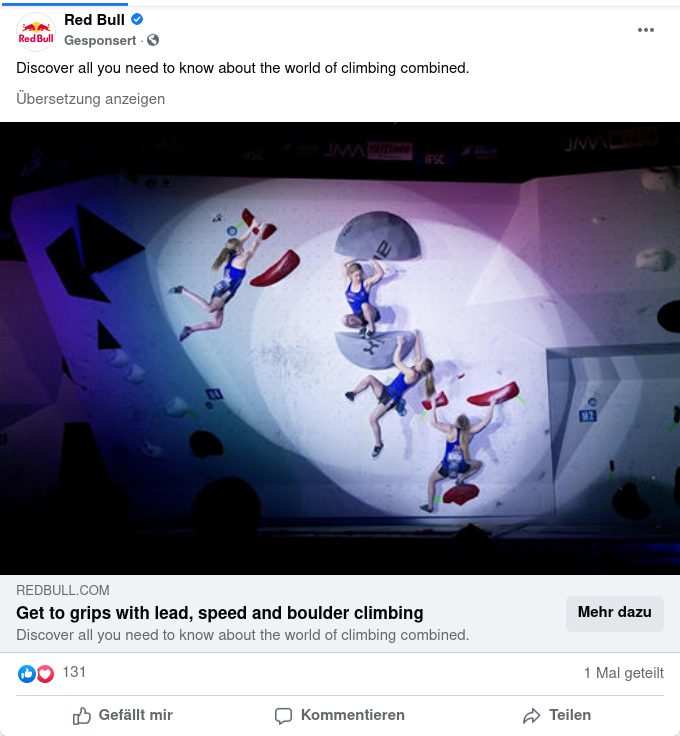 Red Bull
Red Bull
Gesponsert ·
Discover all you need to know about the world of climbing combined.
Übersetzung anzeigen
JMA
IFSC
JMA
REDBULL.COM
Get to grips with lead, speed and boulder climbing
Discover all you need to know about the world of climbing combined.
Mehr dazu
131
1 Mal geteilt
Gefällt mir
Kommentieren
Teilen